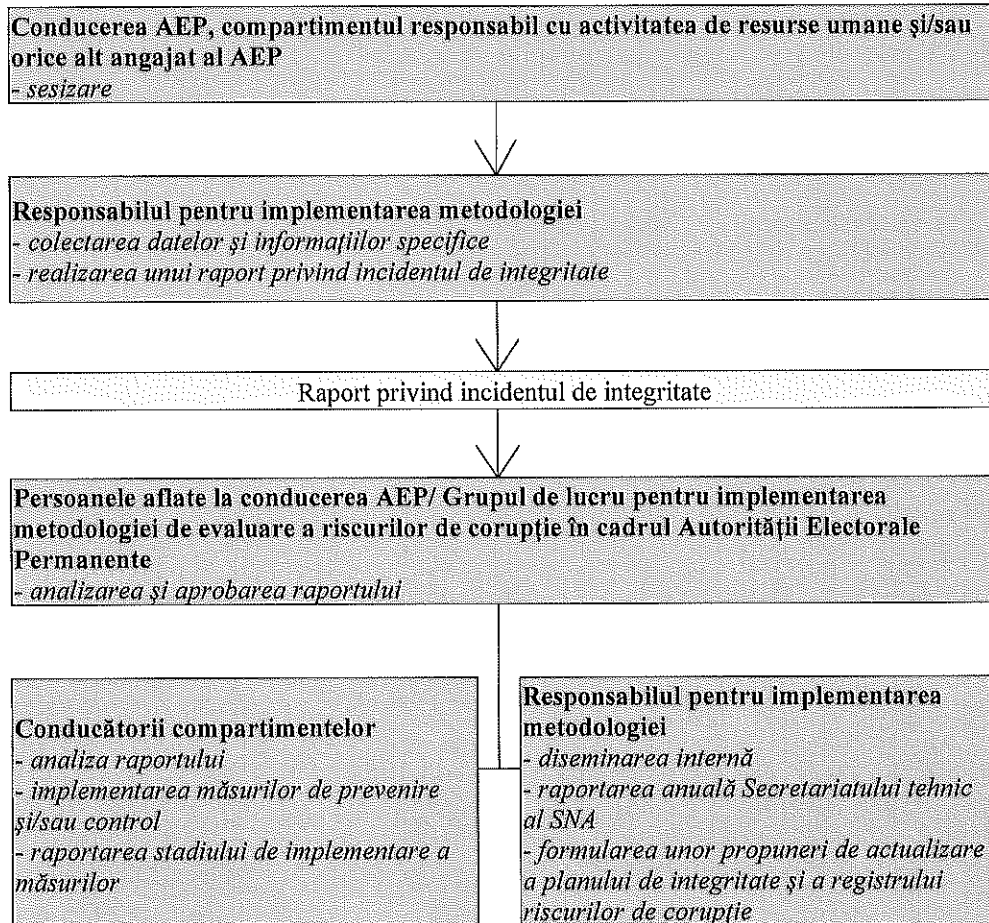 Conducerea AEP, compartimentul responsabil cu activitatea de resurse umane şi/sau
orice alt angajat al AEP
- sesizare
Responsabilul pentru implementarea metodologiei
- colectarea datelor şi informaţiilor specifice
- realizarea unui raport privind incidentul de integritate
Raport privind incidentul de integritate
Persoanele aflate la conducerea AEP/ Grupul de lucru pentru implementarea
metodologiei de evaluare a riscurilor de corupţie în cadrul Autorităţii Electorale
Permanente
- analizarea şi aprobarea raportului
Conducătorii compartimentelor
- analiza raportului
- implementarea măsurilor de prevenire
şi/sau control
- raportarea stadiului de implementare a
măsurilor
Responsabilul pentru implementarea
metodologiei
- diseminarea internă
- raportarea anuală Secretariatului tehnic
al SNA
- formularea unor propuneri de actualizare
a planului de integritate şi a registrului
riscurilor de corupţie